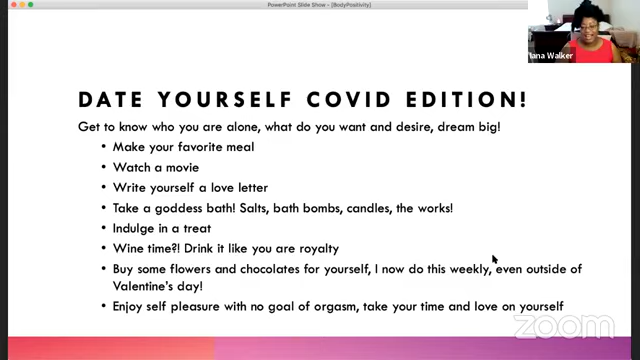 PowerPoint Slide Show - [BodyPositivity]
Walker
DATE YOURSELF COVID EDITION!
Get to know who you are alone, what do you want and desire, dream big!
• Make your favorite meal
• Watch a movie
• Write yourself a love letter
• Take a goddess bath! Salts, bath bombs, candles, the works!
• Indulge in a treat
• Wine time?! Drink it like you are royalty
• Buy some flowers and chocolates for yourself, I now do this weekly, even outside of
Valentine's day!
• Enjoy self pleasure with no goal of orgasm, take your time and love on yourself
zoom